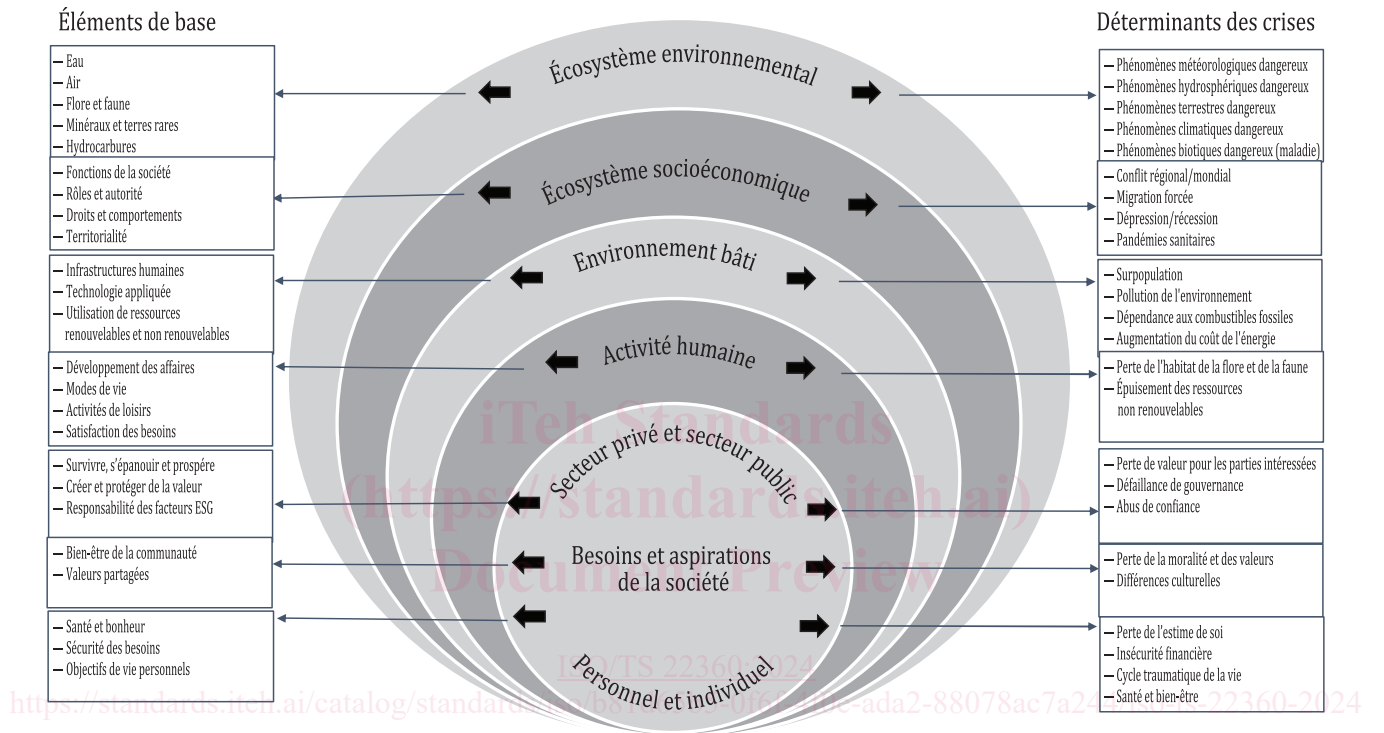 Éléments de base
— Eau
— Air
— Flore et faune
— Minéraux et terres rares
— Hydrocarbures
— Fonctions de la société
— Rôles et autorité
— Droits et comportements
— Territorialité
— Infrastructures humaines
— Technologie appliquée
— Utilisation de ressources
renouvelables et non renouvelables
— Développement des affaires
— Modes de vie
— Activités de loisirs
— Satisfaction des besoins
— Survivre, s'épanouir et prospére
— Créer et protéger de la valeur
— Responsabilité des facteurs ESG
— Bien-être de la communauté
— Valeurs partagées
— Santé et bonheur
— Sécurité des besoins
— Objectifs de vie personnels
Écosystème environnemental
Écosystème socioéconomique
Environnement bâti
Activité humaine
Secteur privé et secteur public
Besoins et aspirations
de la société
Personnel et individuel
Déterminants des crises
— Phénomènes météorologiques dangereux
— Phénomènes hydrosphériques dangereux
— Phénomènes terrestres dangereux
— Phénomènes climatiques dangereux
— Phénomènes biotiques dangereux (maladie)
— Conflit régional/mondial
— Migration forcée
— Dépression/récession
— Pandémies sanitaires
— Surpopulation
— Pollution de l'environnement
— Dépendance aux combustibles fossiles
— Augmentation du coût de l'énergie
— Perte de l'habitat de la flore et de la faune
— Épuisement des ressources
non renouvelables
— Perte de valeur pour les parties intéressées
— Défaillance de gouvernance
— Abus de confiance
— Perte de la moralité et des valeurs
— Différences culturelles
— Perte de l'estime de soi
— Insécurité financière
— Cycle traumatique de la vie
— Santé et bien-être
iTeh Standards
(https://standards.iteh.ai)
Document Preview
ISO/TS 22360:2024
https://standards.iteh.ai/catalog/standards/iso/